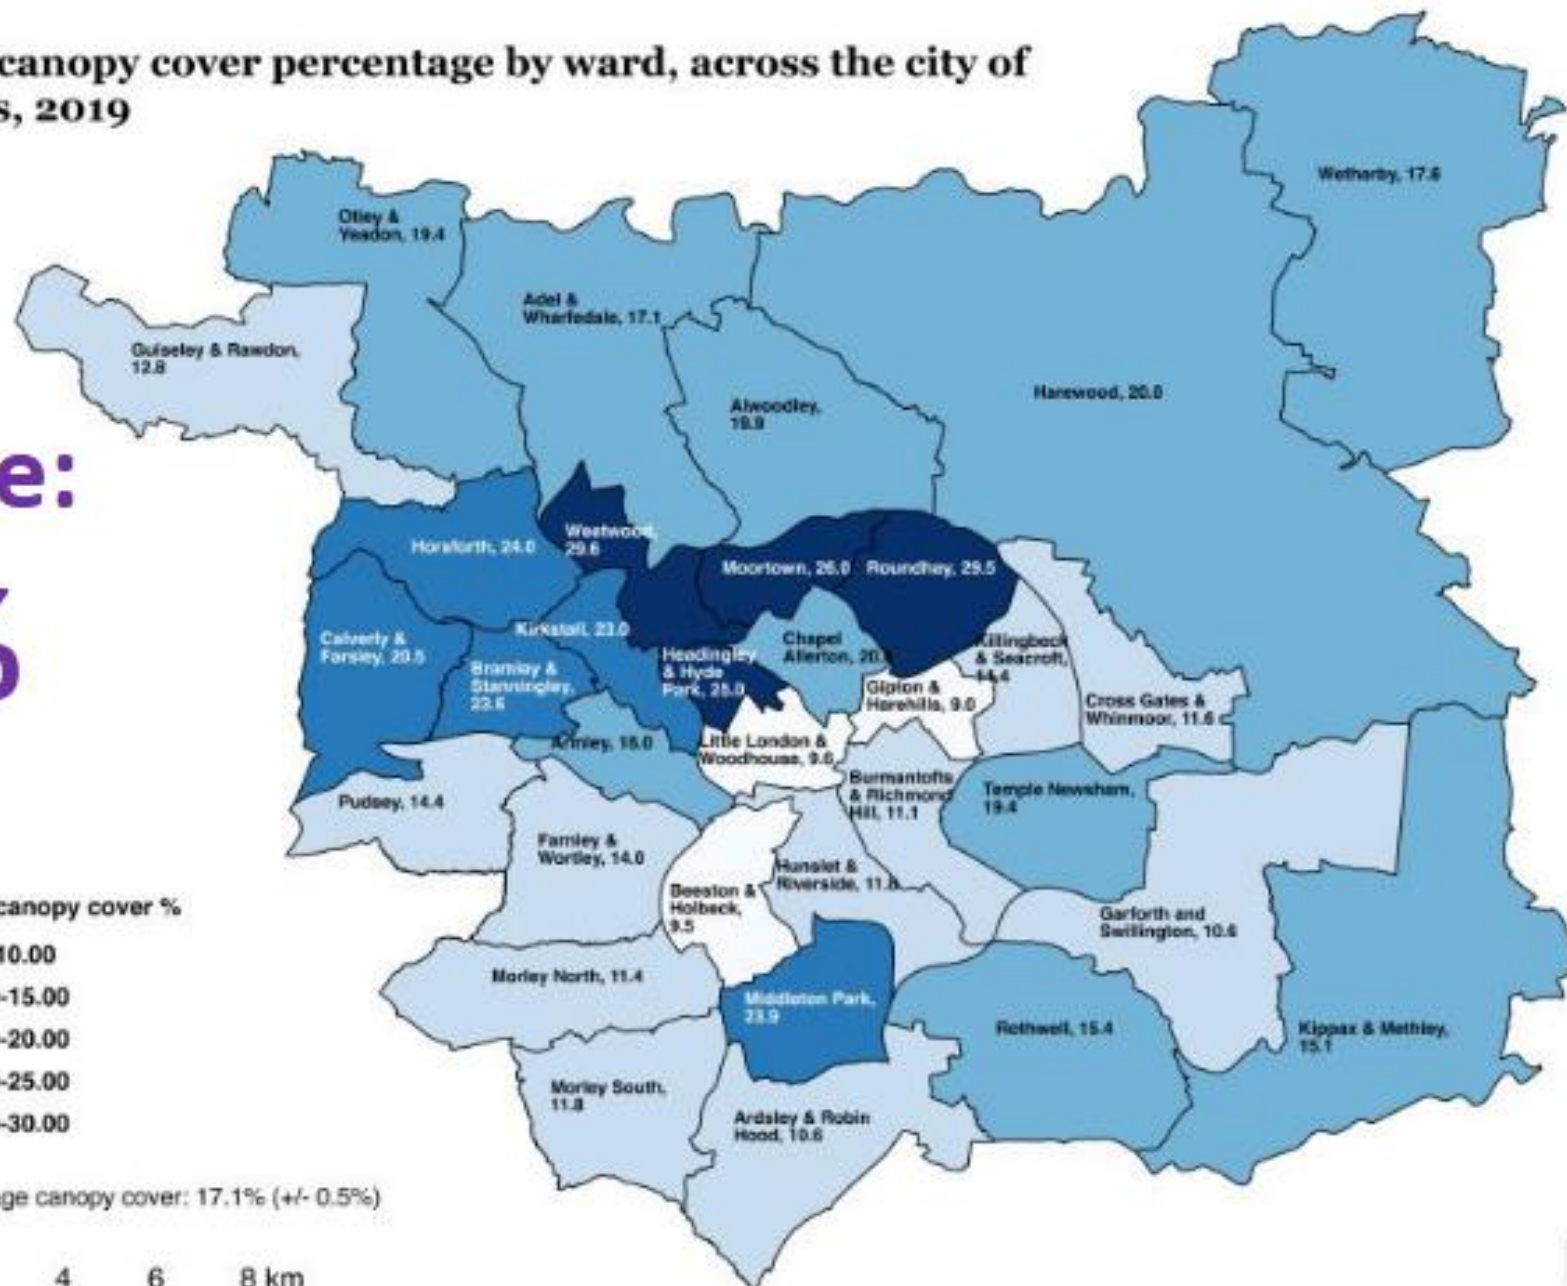 canopy cover percentage by ward, across the city of
s, 2019
Wetherby, 17.6
Otley &
Yeadon, 19.4
Adel &
Wharfedale, 17.1
Guiseley & Rawdon,
12.8
Harewood, 20.0
Alwoodley,
19.9
e:
%
Weetwood,
29.6
Horsforth, 24.0
Moortown, 26.0
Roundhay, 29.5
Kirkstall, 23.0
Calverly &
Farsley, 20.5
Chapel
Allerton, 20.
Killingbeck
& Seacroft,
14.4
Headingley
& Hyde
Park, 25.0
Bramley &
Stanningley,
23.6
Gipton &
Harehills, 9.0
Cross Gates &
Whinmoor, 11.6
Armley, 16.0
Little London &
Woodhouse, 9.6
Burmantofts
& Richmond
Hill, 11.1
Temple Newsham,
19.4
Pudsey, 14.4
Farnley &
Wortley, 14.0
Hunslet &
Riverside, 11.8
Beeston &
Holbeck,
9.5
canopy cover %
10.00
-15.00
-20.00
-25.00
-30.00
Garforth and
Swillington, 10.6
Morley North, 11.4
Middleton Park,
23.9
Rothwell, 15.4
Kippax & Methley,
15.1
Morley South,
11.8
Ardsley & Robin
Hood, 10.6
ge canopy cover: 17.1% (+/- 0.5%)
4 6 8 km